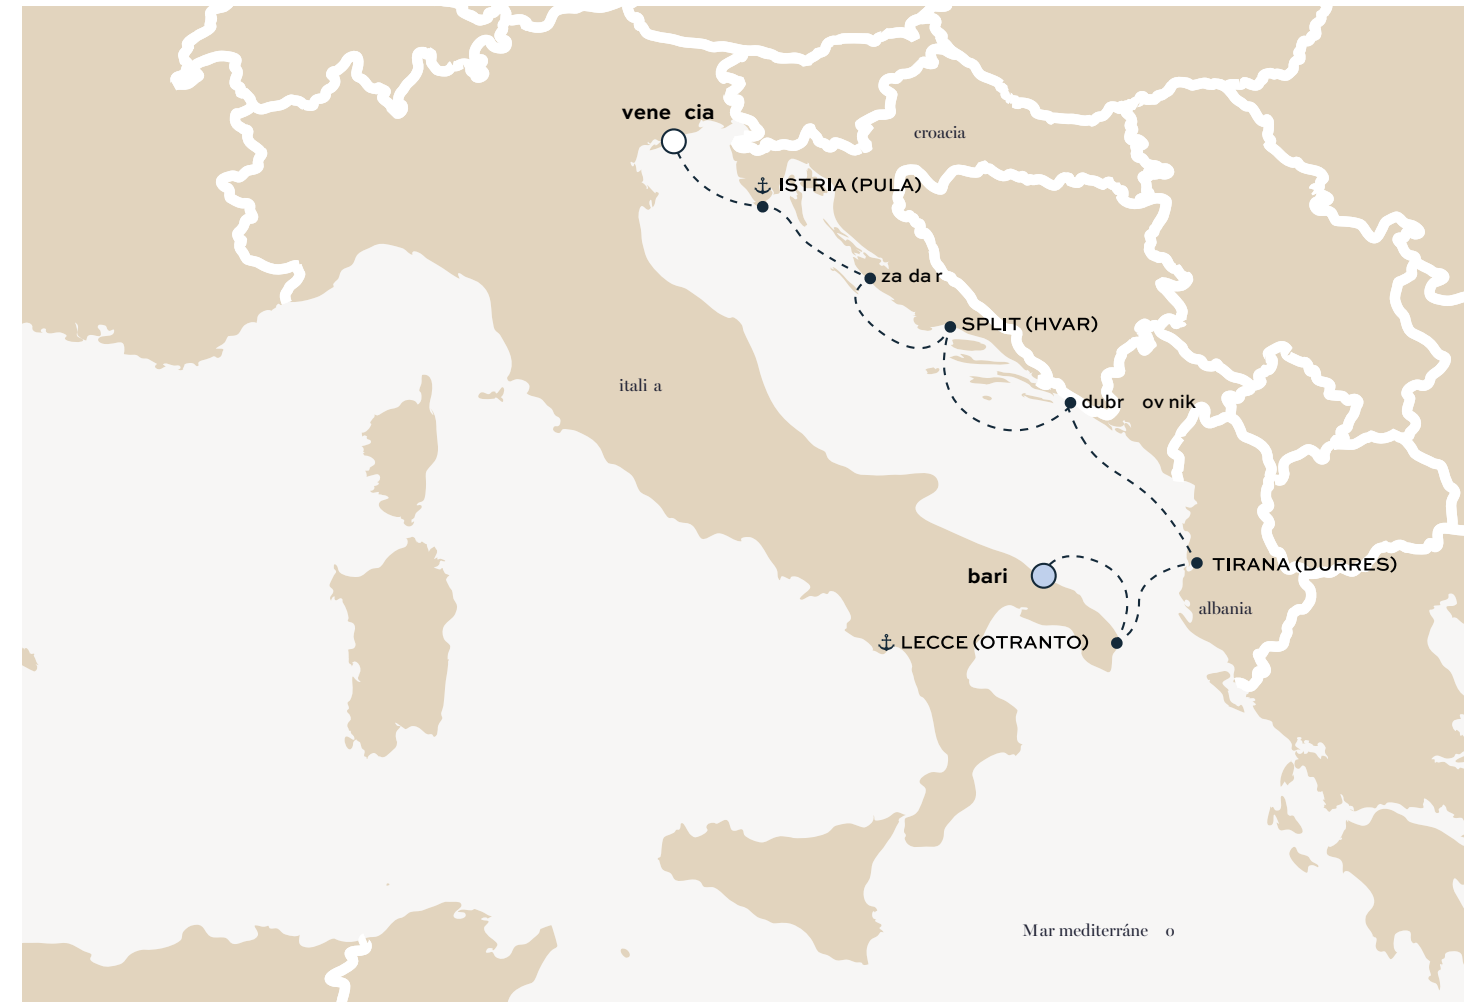 vene cia
croacia
ISTRIA (PULA)
za da r
SPLIT (HVAR)
itali a
dubr ov nik
TIRANA (DURRES)
bari
albania
LECCE (OTRANTO)
Mar mediterráne o